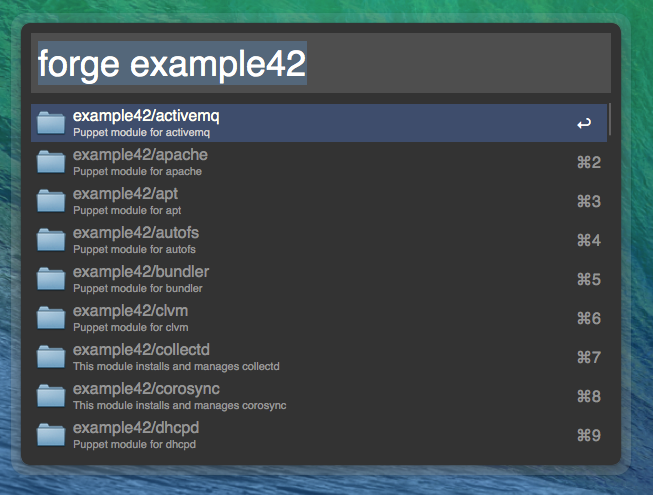 forge example42
example42/activemq
Puppet module for activemq
↩
example42/apache
Puppet module for apache
⌘2
example42/apt
Puppet module for apt
⌘3
example42/autofs
Puppet module for autofs
⌘4
example42/bundler
Puppet module for bundler
⌘5
example42/clvm
Puppet module for clvm
⌘6
example42/collectd
This module installs and manages collectd
⌘7
example42/corosync
This module installs and manages corosync
⌘8
example42/dhcpd
Puppet module for dhcpd
⌘9